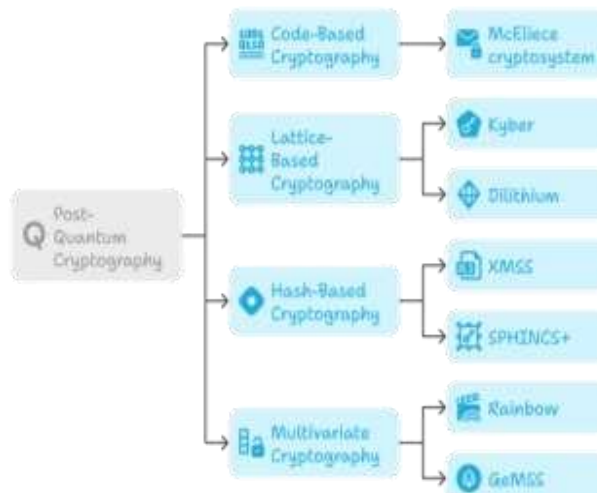 Post-
Quantum
Cryptography
Code-Based
Cryptography
McEliece
cryptosystem
Lattice-
Based
Cryptography
Kyber
Dilithium
Hash-Based
Cryptography
XMSS
SPHINCS+
Multivariate
Cryptography
Rainbow
GeMSS